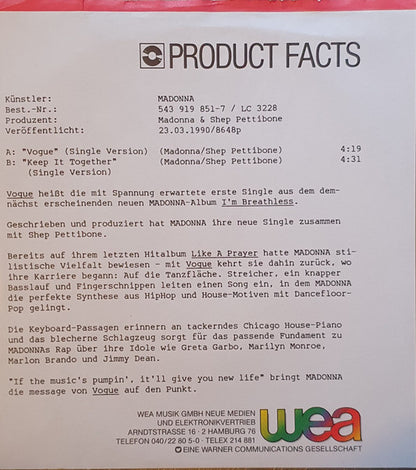 PRODUCT FACTS
Künstler: MADONNA
Best.-Nr.: 543 919 851-7 / LC 3228
Produzent: Madonna & Shep Pettibone
Veröffentlicht: 23.03.1990/8648p
A: "Vogue" (Single Version) (Madonna/Shep Pettibone) 4:19
B: "Keep It Together" (Madonna/Shep Pettibone) 4:31
(Single Version)
Vogue heißt die mit Spannung erwartete erste Single aus dem dem-
nächst erscheinenden neuen MADONNA-Album I'm Breathless.
Geschrieben und produziert hat MADONNA ihre neue Single zusammen
mit Shep Pettibone.
Bereits auf ihrem letzten Hitalbum Like A Prayer hatte MADONNA sti-
listische Vielfalt bewiesen - mit Vogue kehrt sie dahin zurück, wo
ihre Karriere begann: Auf die Tanzfläche. Streicher, ein knapper
Basslauf und Fingerschnippen leiten einen Song ein, in dem MADONNA
die perfekte Synthese aus HipHop und House-Motiven mit Dancefloor-
Pop gelingt.
Die Keyboard-Passagen erinnern an tackerndes Chicago House-Piano
und das blecherne Schlagzeug sorgt für das passende Fundament zu
MADONNAs Rap über ihre Idole wie Greta Garbo, Marilyn Monroe,
Marlon Brando und Jimmy Dean.
"If the music's pumpin', it'll give you new life" bringt MADONNA
die message von Vogue auf den Punkt.
WEA MUSIK GMBH NEUE MEDIEN
UND ELEKTRONIKVERTRIEB
ARNDTSTRASSE 16 · 2 HAMBURG 76
TELEFON 040/22 80 5-0 · TELEX 214 881
EINE WARNER COMMUNICATIONS GESELLSCHAFT
wea